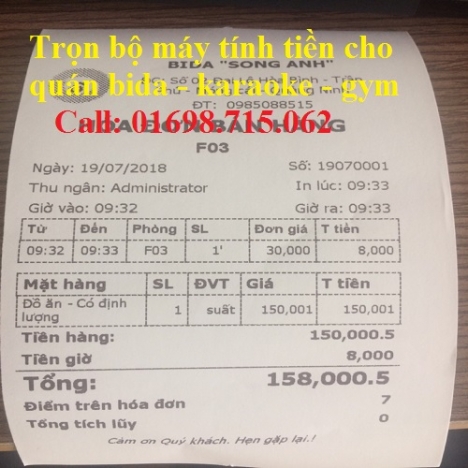 Trọn bộ máy tính tiền cho
quán bida - karaoke - gym
Call: 01698.715.062
BIDA "SONG ANH"
ĐT: 0985088515
HÓA ĐƠN BÁN HÀNG
F03
Ngày: 19/07/2018 Số: 19070001
Thu ngân: Administrator In lúc: 09:33
Giờ vào: 09:32 Giờ ra: 09:33
Từ Đến Phòng SL Đơn giá T tiền
09:32 09:33 F03 1' 30,000 8,000
Mặt hàng SL ĐVT Giá T tiền
Đồ ăn - Có định 1 suất 150,001 150,001
lượng
Tiền hàng: 150,000.5
Tiền giờ 8,000
Tổng: 158,000.5
Điểm trên hóa đơn 7
Tổng tích lũy 0
Cám ơn Quý khách. Hẹn gặp lại.!